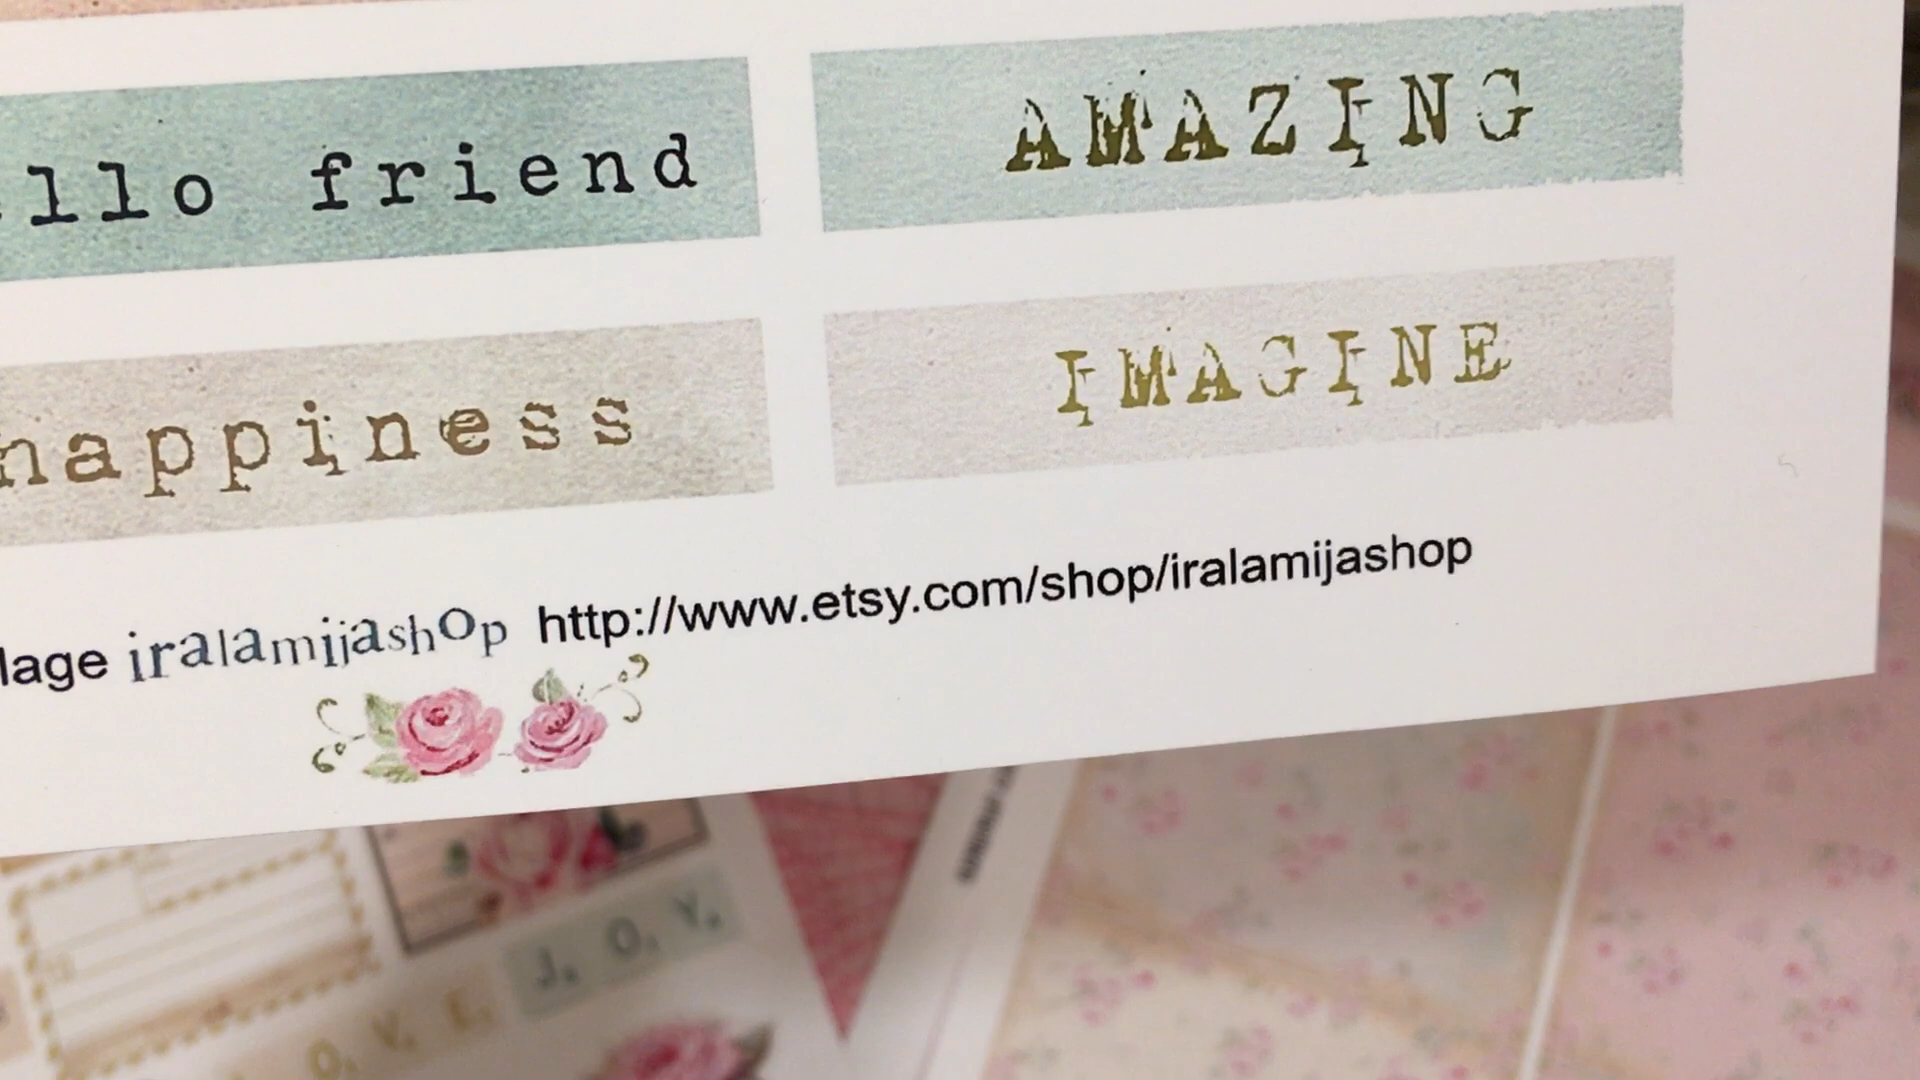 llo friend
AMAZING
happiness
IMAGINE
lage iralamijashop http://www.etsy.com/shop/iralamijashop
J. O. Y.
O. V. E.